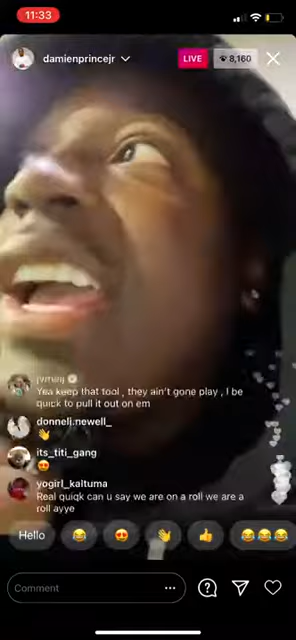 11:33
damienprincejr
LIVE
8,160
Yea keep that tool , they ain't gone play , I be
quick to pull it out on em
donnelj.newell_
👋
its_titi_gang
😍
yogirl_kaltuma
Real quiqk can u say we are on a roll we are a
roll ayye
Hello 😂 😍 👋 👍 😂😂😂
Comment